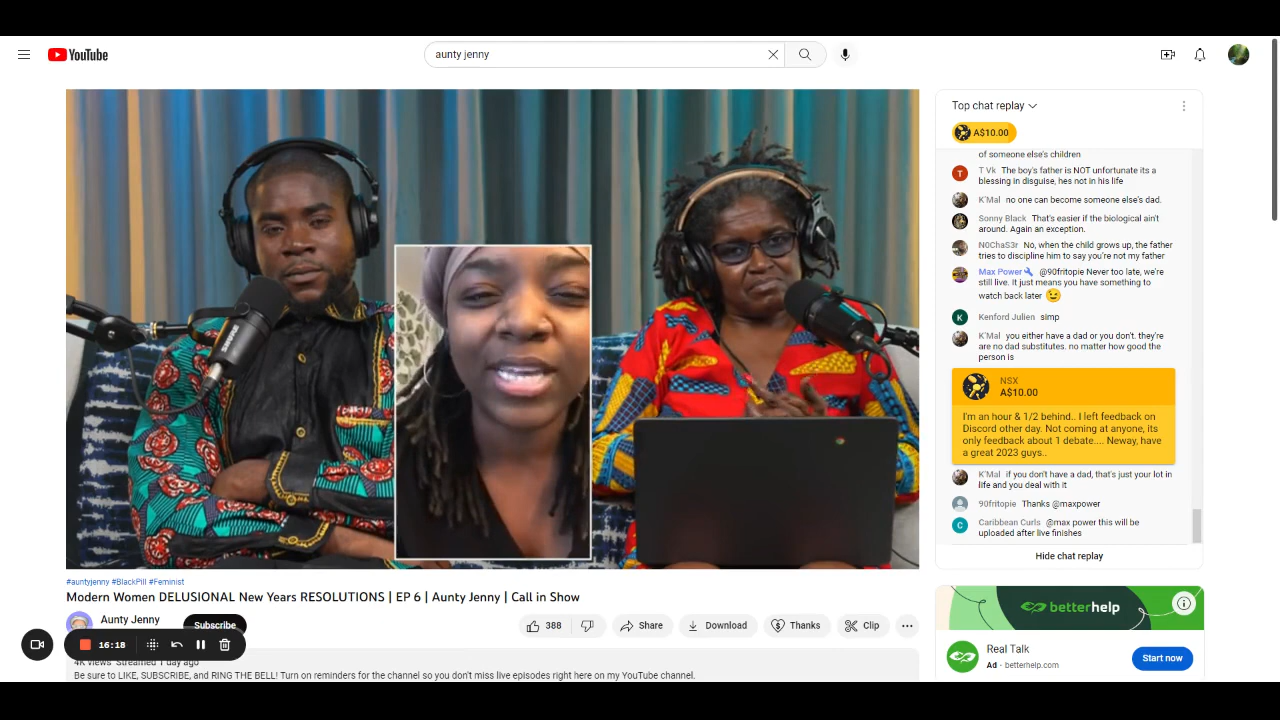 YouTube
aunty jenny
SHURE
Top chat replay
A$10.00
of someone else's children
T Vk The boy's father is NOT unfortunate its a
blessing in disguise, hes not in his life
K'Mal no one can become someone else's dad.
Sonny Black That's easier if the biological ain't
around. Again an exception.
N0ChaS3r No, when the child grows up, the father
tries to discipline him to say you're not my father
Max Power @90fritopie Never too late, we're
still live. It just means you have something to
watch back later
Kenford Julien simp
K'Mal you either have a dad or you don't. they're
are no dad substitutes. no matter how good the
person is
NSX
A$10.00
I'm an hour & 1/2 behind.. I left feedback on
Discord other day. Not coming at anyone, its
only feedback about 1 debate.... Neway, have
a great 2023 guys..
K'Mal if you don't have a dad, that's just your lot in
life and you deal with it
90fritopie Thanks @maxpower
Caribbean Curls @max power this will be
uploaded after live finishes
Hide chat replay
#auntyjenny #BlackPill #Feminist
Modern Women DELUSIONAL New Years RESOLUTIONS | EP 6 | Aunty Jenny | Call in Show
Aunty Jenny
Subscribe
388
Share
Download
Thanks
Clip
16:18
4K views Streamed 1 day ago
Be sure to LIKE, SUBSCRIBE, and RING THE BELL! Turn on reminders for the channel so you don't miss live episodes right here on my YouTube channel.
betterhelp
Real Talk
Ad · betterhelp.com
Start now